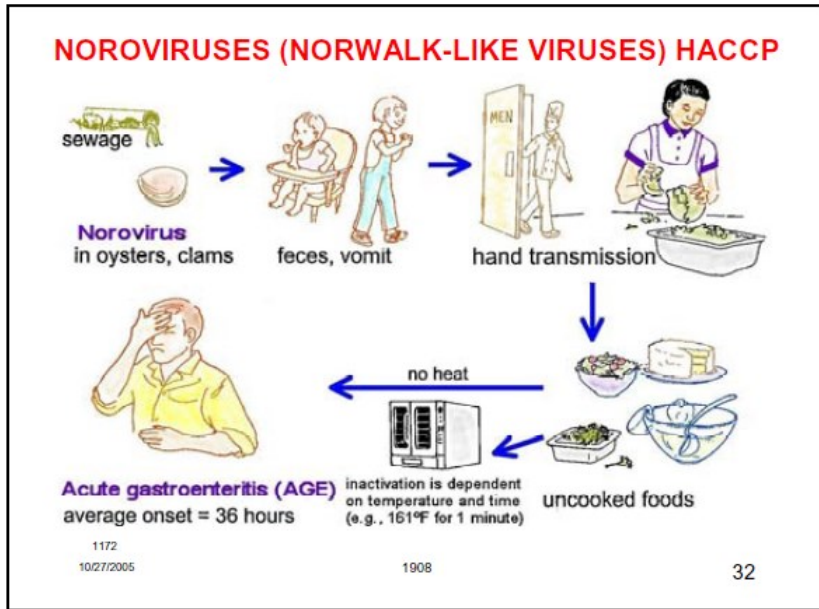 NOROVIRUSES (NORWALK-LIKE VIRUSES) HACCP
sewage
Norovirus
in oysters, clams
feces, vomit
MEN
hand transmission
no heat
Acute gastroenteritis (AGE)
average onset = 36 hours
inactivation is dependent
on temperature and time
(e.g., 161ºF for 1 minute)
uncooked foods
1172
10/27/2005
1908
32